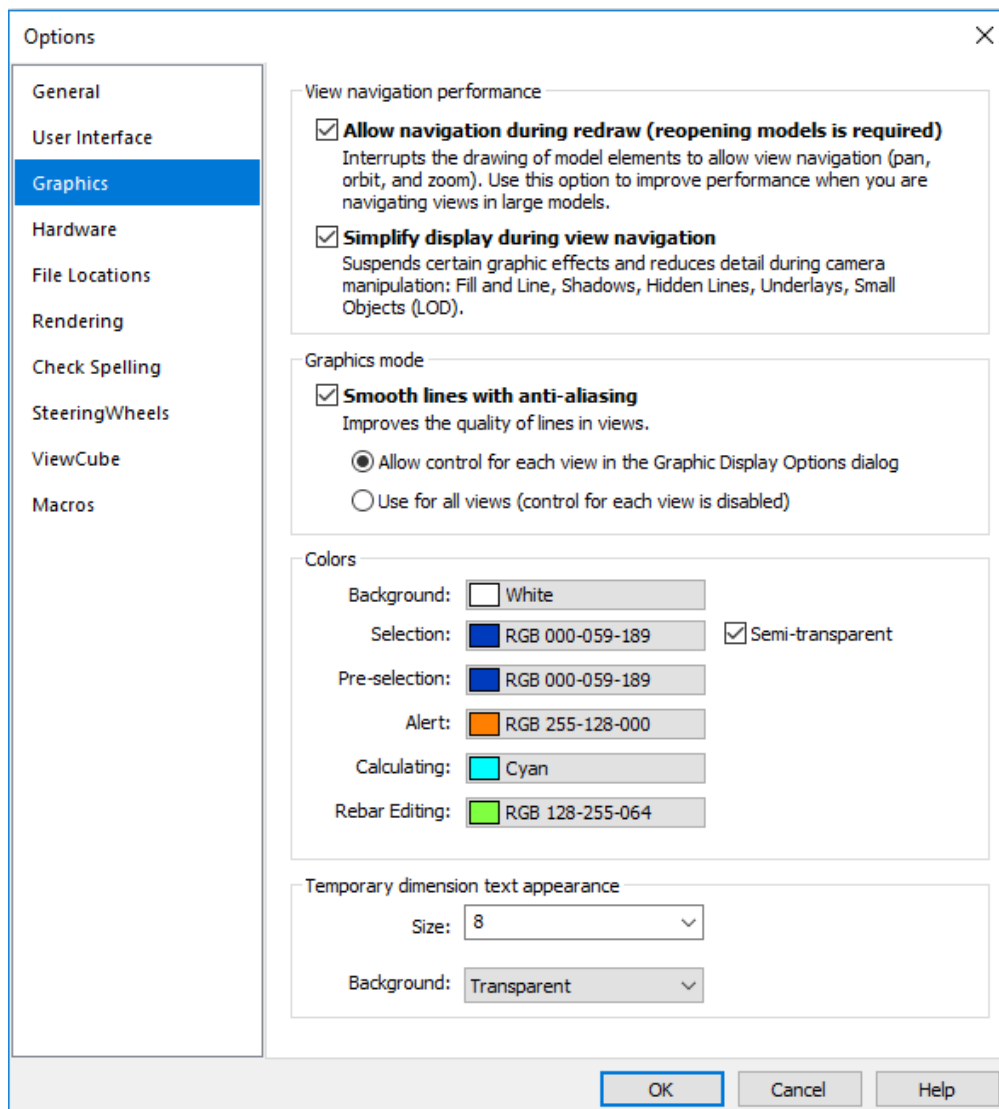 Options
General
User Interface
Graphics
Hardware
File Locations
Rendering
Check Spelling
SteeringWheels
ViewCube
Macros
View navigation performance
Allow navigation during redraw (reopening models is required)
Interrupts the drawing of model elements to allow view navigation (pan,
orbit, and zoom). Use this option to improve performance when you are
navigating views in large models.
Simplify display during view navigation
Suspends certain graphic effects and reduces detail during camera
manipulation: Fill and Line, Shadows, Hidden Lines, Underlays, Small
Objects (LOD).
Graphics mode
Smooth lines with anti-aliasing
Improves the quality of lines in views.
Allow control for each view in the Graphic Display Options dialog
Use for all views (control for each view is disabled)
Colors
Background: White
Selection: RGB 000-059-189 Semi-transparent
Pre-selection: RGB 000-059-189
Alert: RGB 255-128-000
Calculating: Cyan
Rebar Editing: RGB 128-255-064
Temporary dimension text appearance
Size: 8
Background: Transparent
OK Cancel Help